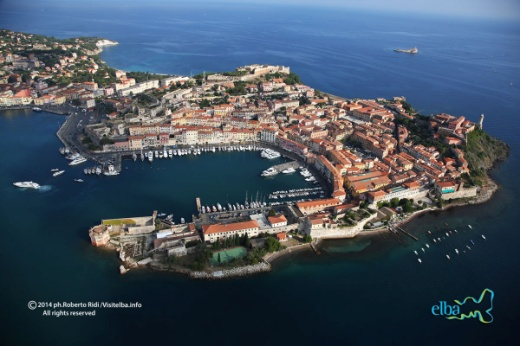 ©2014 ph.Roberto Ridi /Visitelba.info
All rights reserved
elba